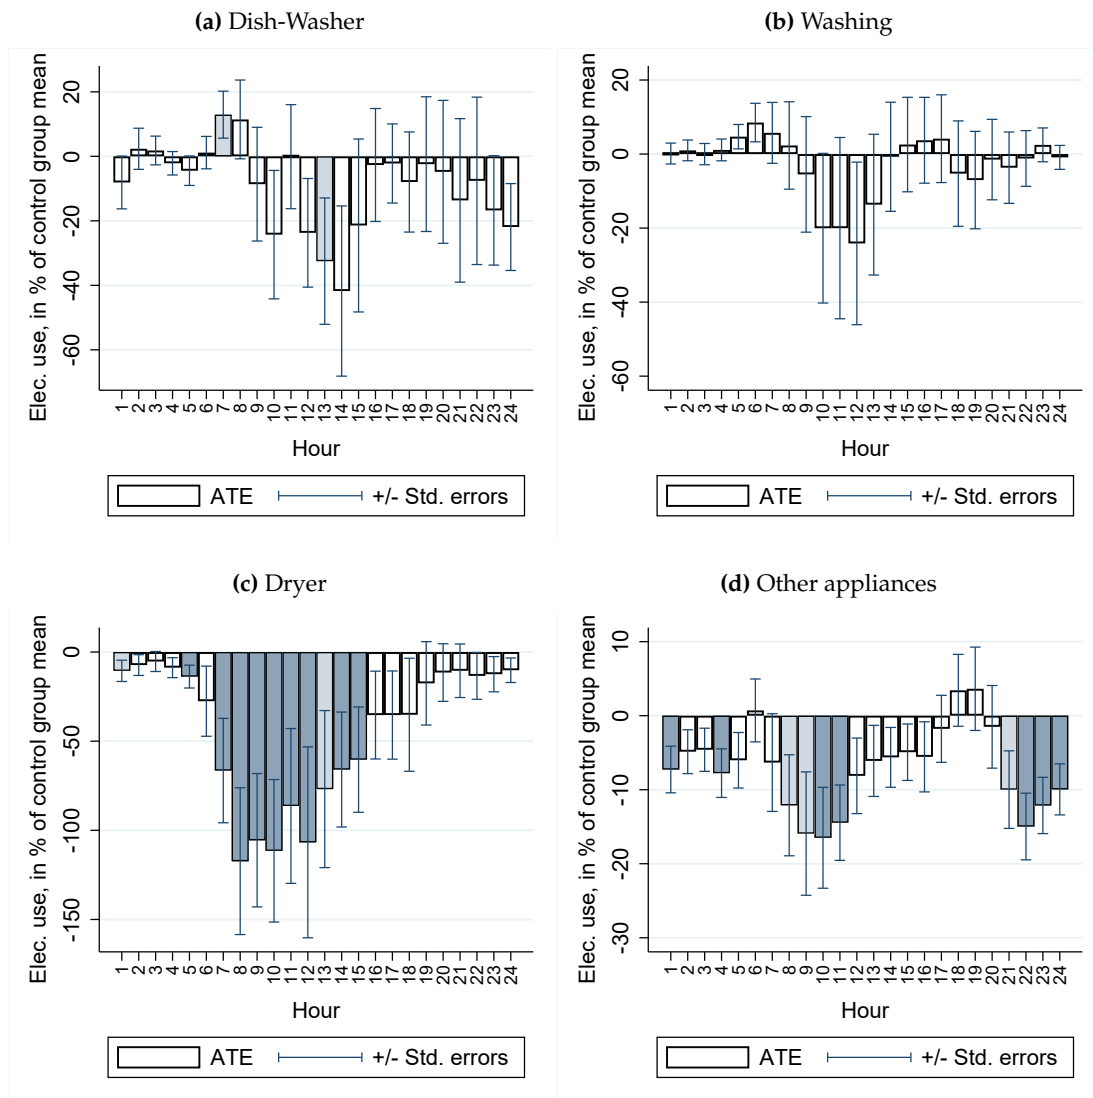 (a) Dish-Washer
Elec. use, in % of control group mean
20
0
-20
-40
-60
1 2 3 4 5 6 7 8 9 10 11 12 13 14 15 16 17 18 19 20 21 22 23 24
Hour
ATE +/- Std. errors
(b) Washing
Elec. use, in % of control group mean
20
0
-20
-40
-60
1 2 3 4 5 6 7 8 9 10 11 12 13 14 15 16 17 18 19 20 21 22 23 24
Hour
ATE +/- Std. errors
(c) Dryer
Elec. use, in % of control group mean
0
-50
-100
-150
1 2 3 4 5 6 7 8 9 10 11 12 13 14 15 16 17 18 19 20 21 22 23 24
Hour
ATE +/- Std. errors
(d) Other appliances
Elec. use, in % of control group mean
10
0
-10
-20
-30
1 2 3 4 5 6 7 8 9 10 11 12 13 14 15 16 17 18 19 20 21 22 23 24
Hour
ATE +/- Std. errors